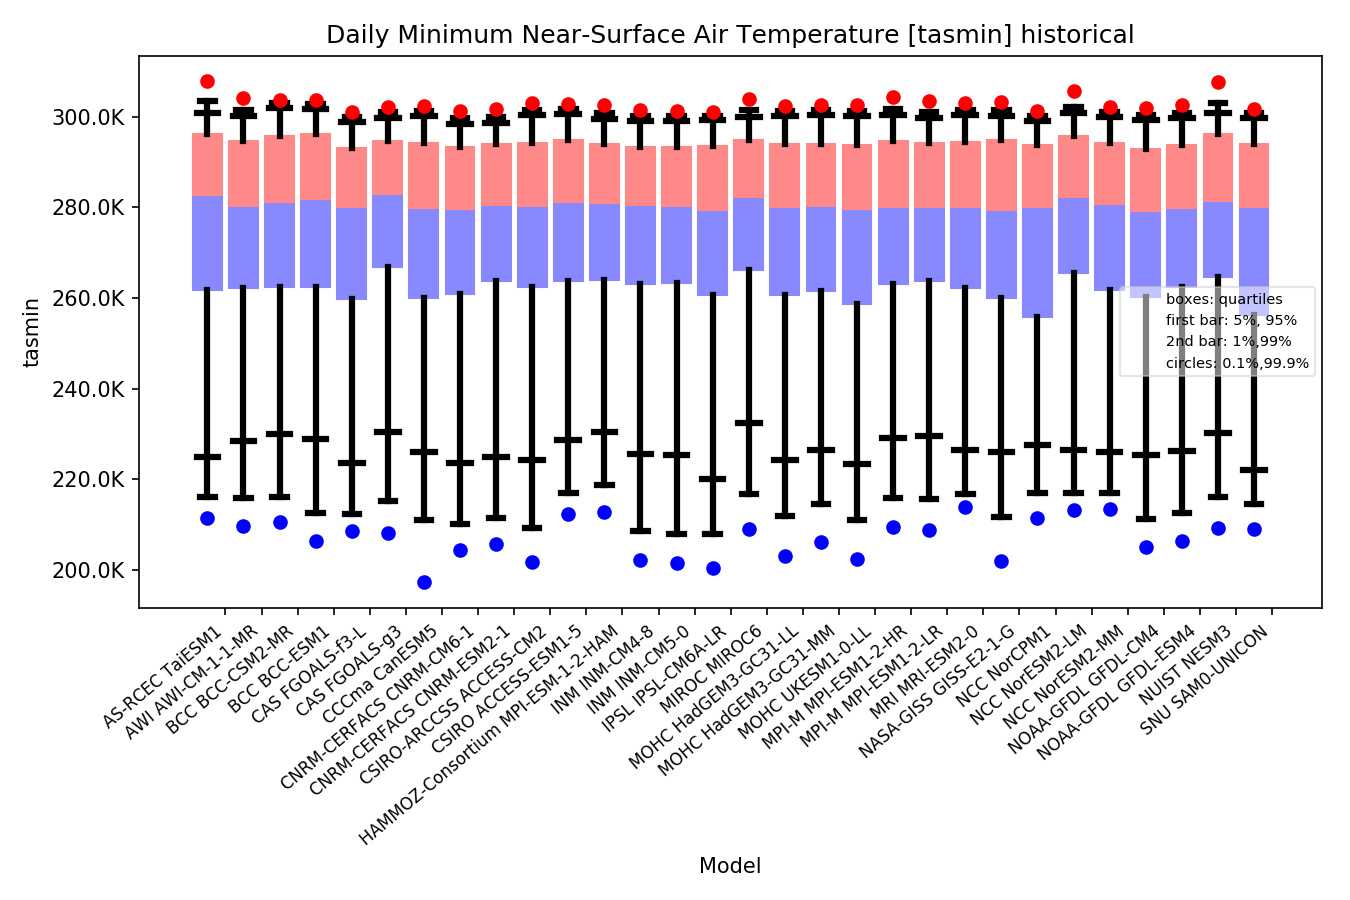 Daily Minimum Near-Surface Air Temperature [tasmin] historical
300.0K
280.0K
260.0K
240.0K
220.0K
200.0K
tasmin
boxes: quartiles
first bar: 5%, 95%
2nd bar: 1%,99%
circles: 0.1%,99.9%
AS-RCEC TaiESM1
AWI AWI-CM-1-1-MR
BCC BCC-CSM2-MR
BCC BCC-ESM1
CAS FGOALS-f3-L
CAS FGOALS-g3
CCCma CanESM5
CNRM-CERFACS CNRM-CM6-1
CNRM-CERFACS CNRM-ESM2-1
CSIRO-ARCCSS ACCESS-CM2
CSIRO ACCESS-ESM1-5
HAMMOZ-Consortium MPI-ESM-1-2-HAM
INM INM-CM4-8
INM INM-CM5-0
IPSL IPSL-CM6A-LR
MIROC MIROC6
MOHC HadGEM3-GC31-LL
MOHC HadGEM3-GC31-MM
MOHC UKESM1-0-LL
MPI-M MPI-ESM1-2-HR
MPI-M MPI-ESM1-2-LR
MRI MRI-ESM2-0
NASA-GISS GISS-E2-1-G
NCC NorCPM1
NCC NorESM2-LM
NCC NorESM2-MM
NOAA-GFDL GFDL-CM4
NOAA-GFDL GFDL-ESM4
NUIST NESM3
SNU SAM0-UNICON
Model